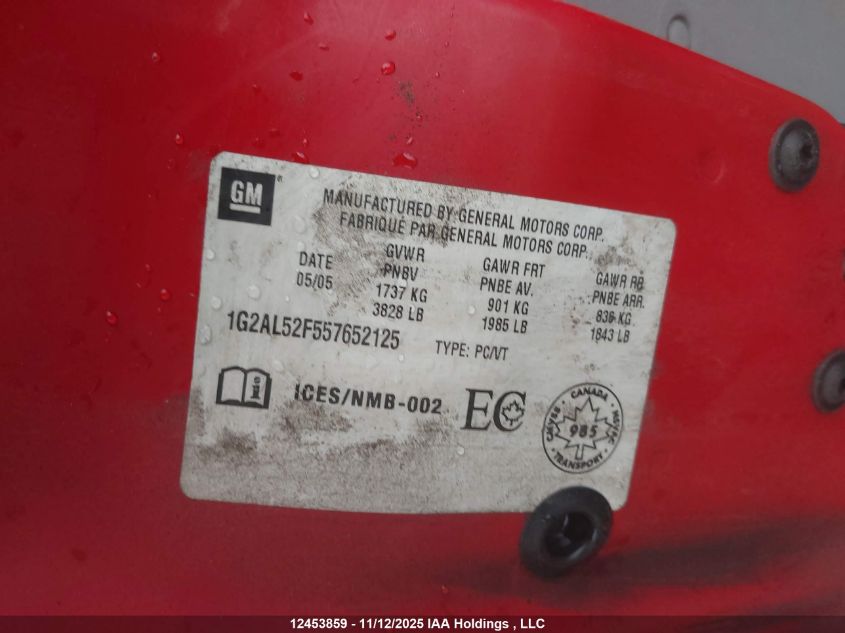 GM
MANUFACTURED BY GENERAL MOTORS CORP.
FABRIQUÉ PAR GENERAL MOTORS CORP.
DATE GVWR GAWR FRT GAWR RR
05/05 PNBV PNBE AV. PNBE ARR.
1737 KG 901 KG 836 KG
3828 LB 1985 LB 1843 LB
1G2AL52F557652125 TYPE: PC/VT
ICES/NMB-002 EC
CANADA
985
TRANSPORT
12453859 - 11/12/2025 IAA Holdings , LLC